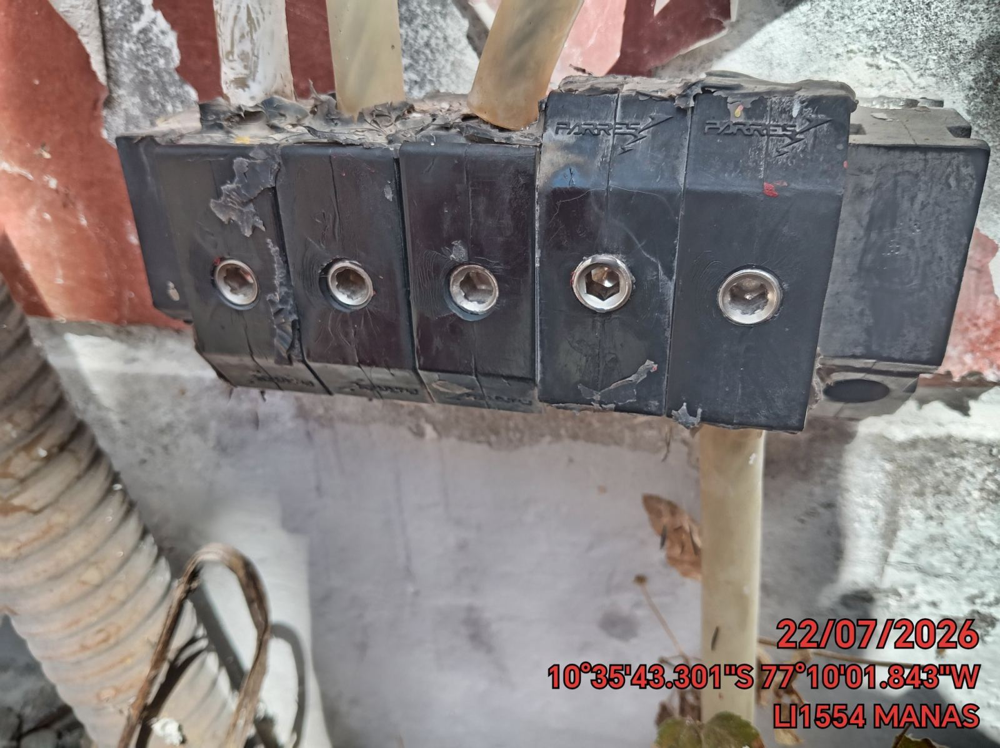 PARRES PARRES
22/07/2026
10°35'43.301"S 77°10'01.843"W
LI1554 MANAS